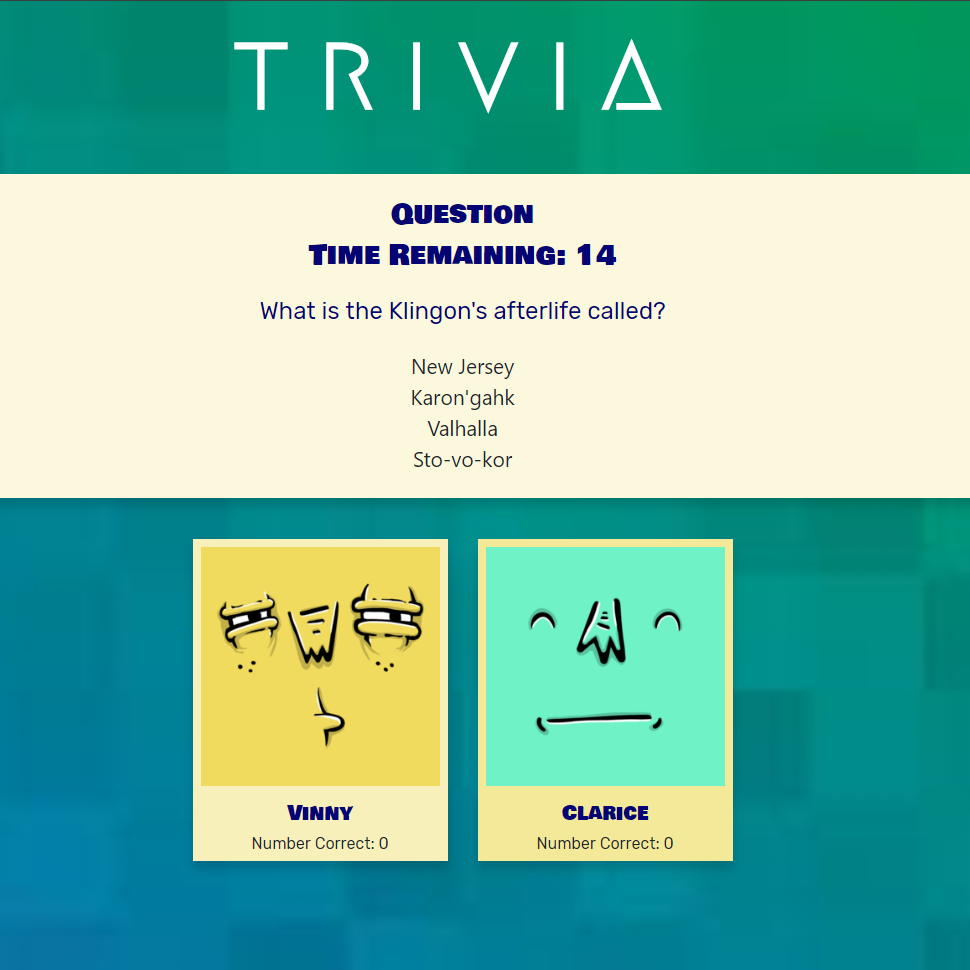 TRIVIA
Question
Time Remaining: 14
What is the Klingon's afterlife called?
New Jersey
Karon'gahk
Valhalla
Sto-vo-kor
Vinny
Number Correct: 0
Clarice
Number Correct: 0